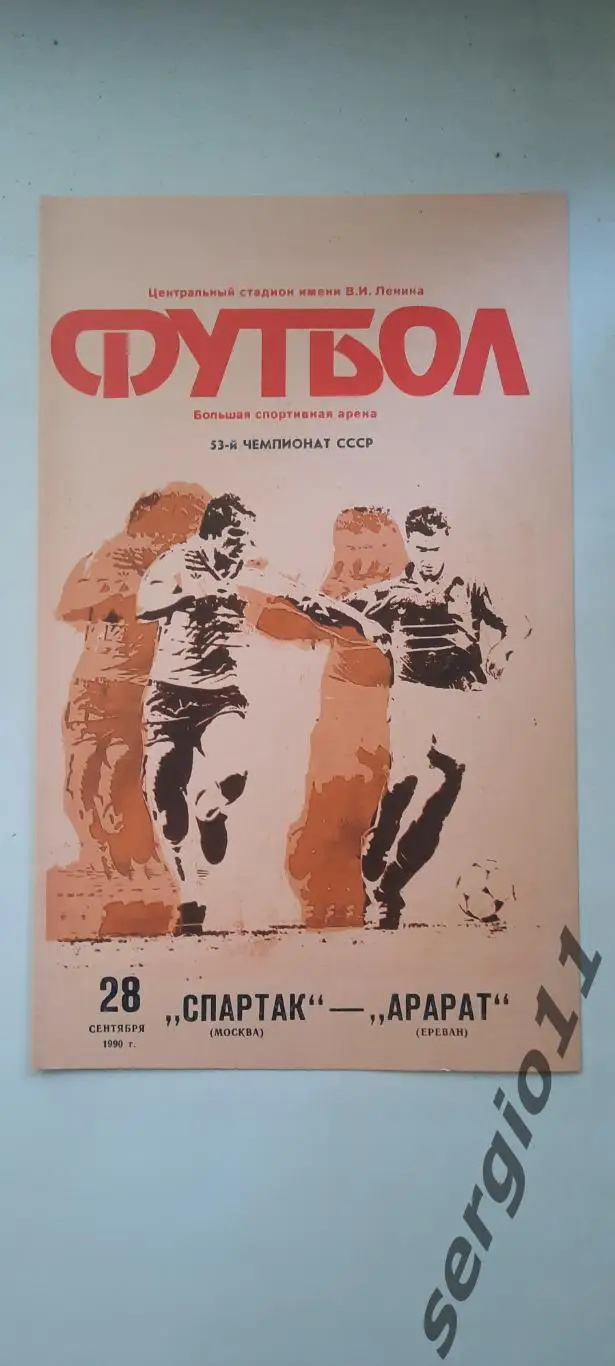 Центральный стадион имени В.И. Ленина
ФУТБОЛ
Большая спортивная арена
53-й ЧЕМПИОНАТ СССР
28 „СПАРТАК“ — „АРАРАТ“
СЕНТЯБРЯ (МОСКВА) (ЕРЕВАН)
1990 г.
sergio11